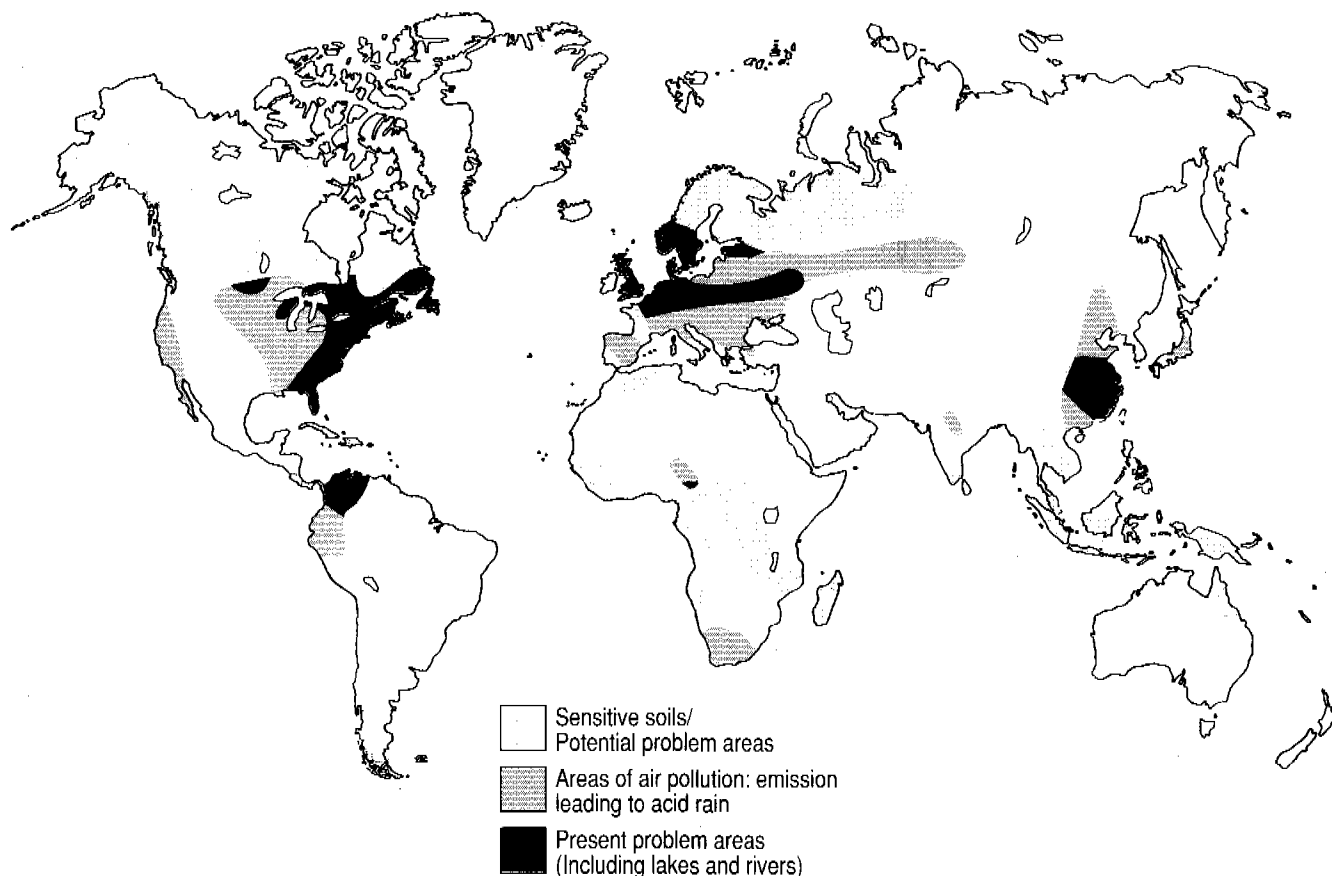 Sensitive soils/
Potential problem areas
Areas of air pollution: emission
leading to acid rain
Present problem areas
(Including lakes and rivers)